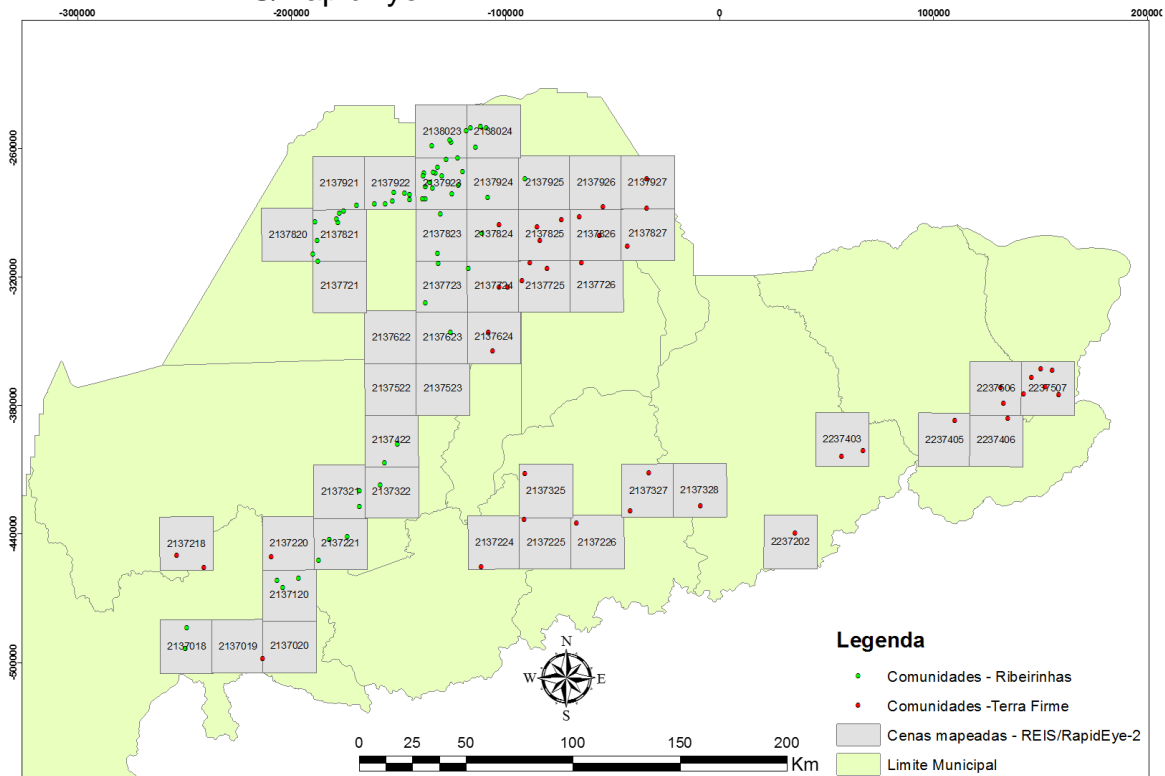 -300000 -200000 -100000 0 100000 200000
-260000
2138023 2138024
2137921 2137922 2137923 2137924 2137925 2137926 2137927
2137820 2137821 2137823 2137824 2137825 2137826 2137827
-320000
2137721 2137723 2137724 2137725 2137726
2137622 2137623 2137624
2137522 2137523 2237506 2237507
-380000
2137422 2237403 2237405 2237406
2137321 2137322 2137325 2137327 2137328
-440000
2137218 2137220 2137221 2137224 2137225 2137226 2237202
2137120
2137018 2137019 2137020
-500000
N
W E
S
0 25 50 100 150 200
Km
Legenda
Comunidades - Ribeirinhas
Comunidades -Terra Firme
Cenas mapeadas - REIS/RapidEye-2
Limite Municipal